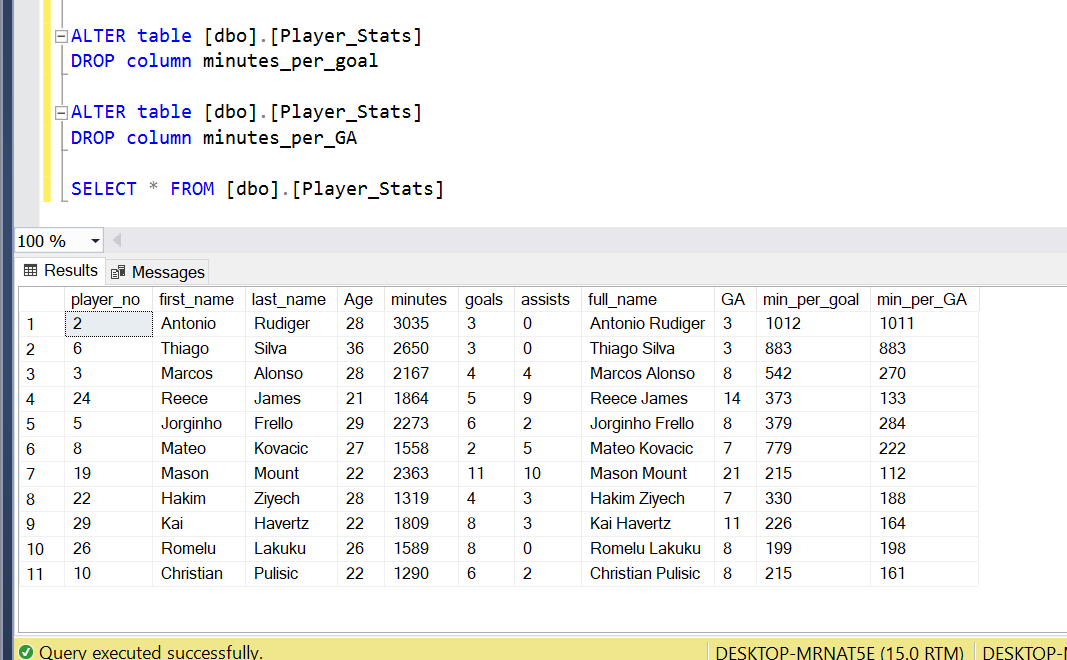 ALTER table [dbo].[Player_Stats]
DROP column minutes_per_goal
ALTER table [dbo].[Player_Stats]
DROP column minutes_per_GA
SELECT * FROM [dbo].[Player_Stats]
100 %
Results Messages
player_no first_name last_name Age minutes goals assists full_name GA min_per_goal min_per_GA
1 2 Antonio Rudiger 28 3035 3 0 Antonio Rudiger 3 1012 1011
2 6 Thiago Silva 36 2650 3 0 Thiago Silva 3 883 883
3 3 Marcos Alonso 28 2167 4 4 Marcos Alonso 8 542 270
4 24 Reece James 21 1864 5 9 Reece James 14 373 133
5 5 Jorginho Frello 29 2273 6 2 Jorginho Frello 8 379 284
6 8 Mateo Kovacic 27 1558 2 5 Mateo Kovacic 7 779 222
7 19 Mason Mount 22 2363 11 10 Mason Mount 21 215 112
8 22 Hakim Ziyech 28 1319 4 3 Hakim Ziyech 7 330 188
9 29 Kai Havertz 22 1809 8 3 Kai Havertz 11 226 164
10 26 Romelu Lakuku 26 1589 8 0 Romelu Lakuku 8 199 198
11 10 Christian Pulisic 22 1290 6 2 Christian Pulisic 8 215 161
Query executed successfully. DESKTOP-MRNAT5E (15.0 RTM) DESKTOP-